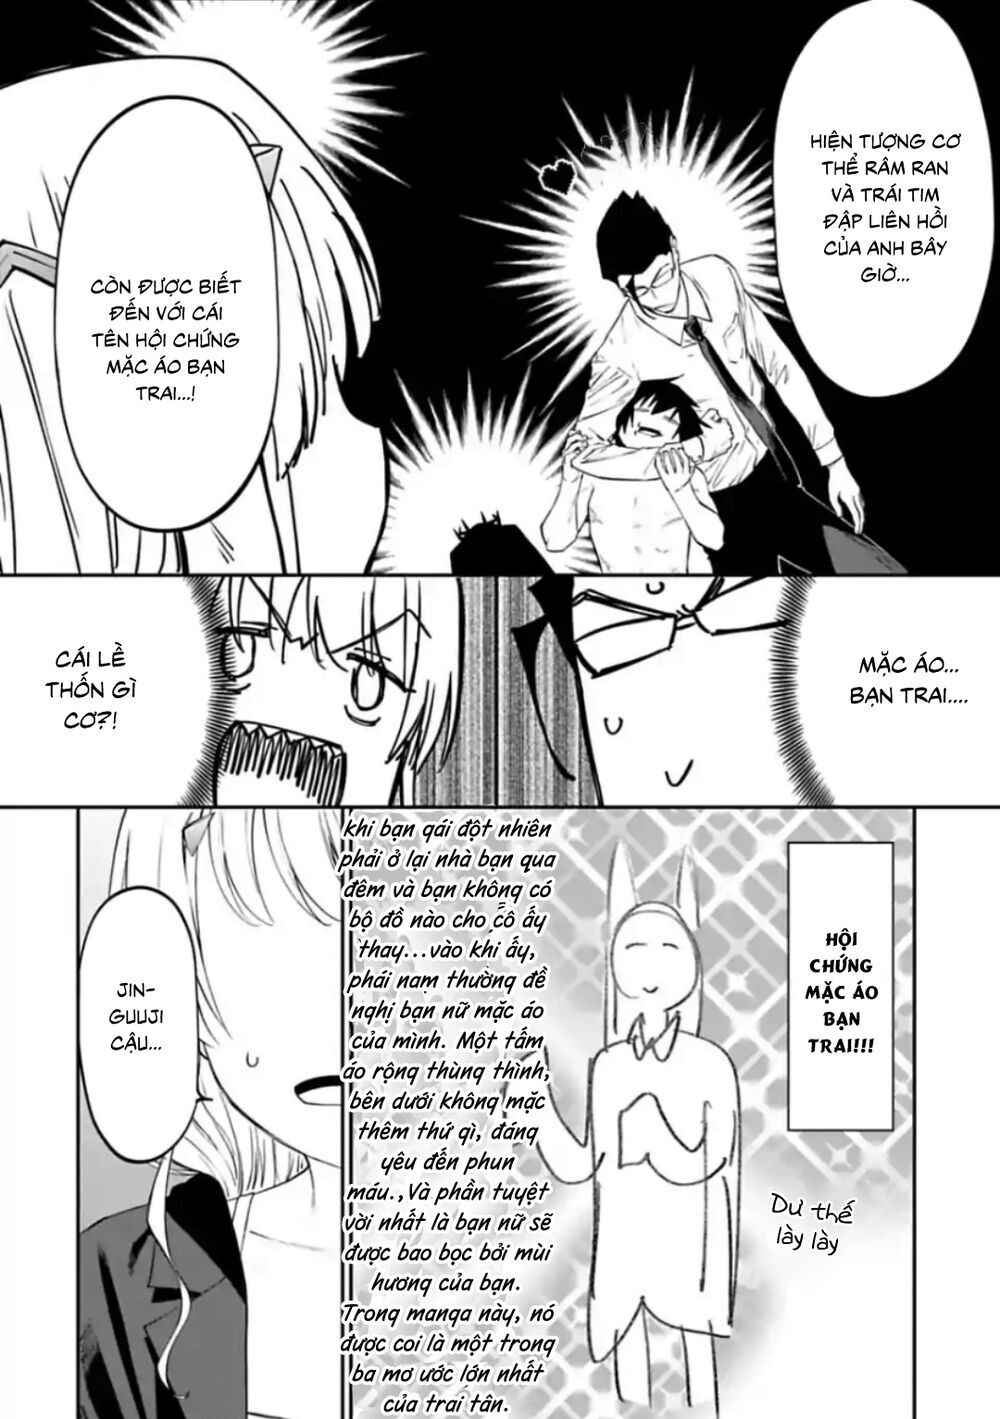 HIỆN TƯỢNG CƠ
THỂ RÂM RAN
VÀ TRÁI TIM
ĐẬP LIÊN HỒI
CỦA ANH BÂY
GIỜ...
CÒN ĐƯỢC BIẾT
ĐẾN VỚI CÁI
TÊN HỘI CHỨNG
MẶC ÁO BẠN
TRAI...!
MẶC ÁO...
BẠN TRAI....
CÁI LỀ
THỐN GÌ
CƠ?!
HỘI
CHỨNG
MẶC ÁO
BẠN
TRAI!!!
Dư thế
lày lày
khi bạn gái đột nhiên
phải ở lại nhà bạn qua
đêm và bạn không có
bộ đồ nào cho cô ấy
thay...vào khi ấy,
phái nam thường đề
nghị bạn nữ mặc áo
của mình. Một tấm
áo rộng thùng thình,
bên dưới không mặc
thêm thứ gì, đáng
yêu đến phun
máu.,Và phần tuyệt
vời nhất là bạn nữ sẽ
được bao bọc bởi mùi
hương của bạn.
Trong manga này, nó
được coi là một trong
ba mơ ước lớn nhất
của trai tân.
JIN-
GUUJI
CẬU...